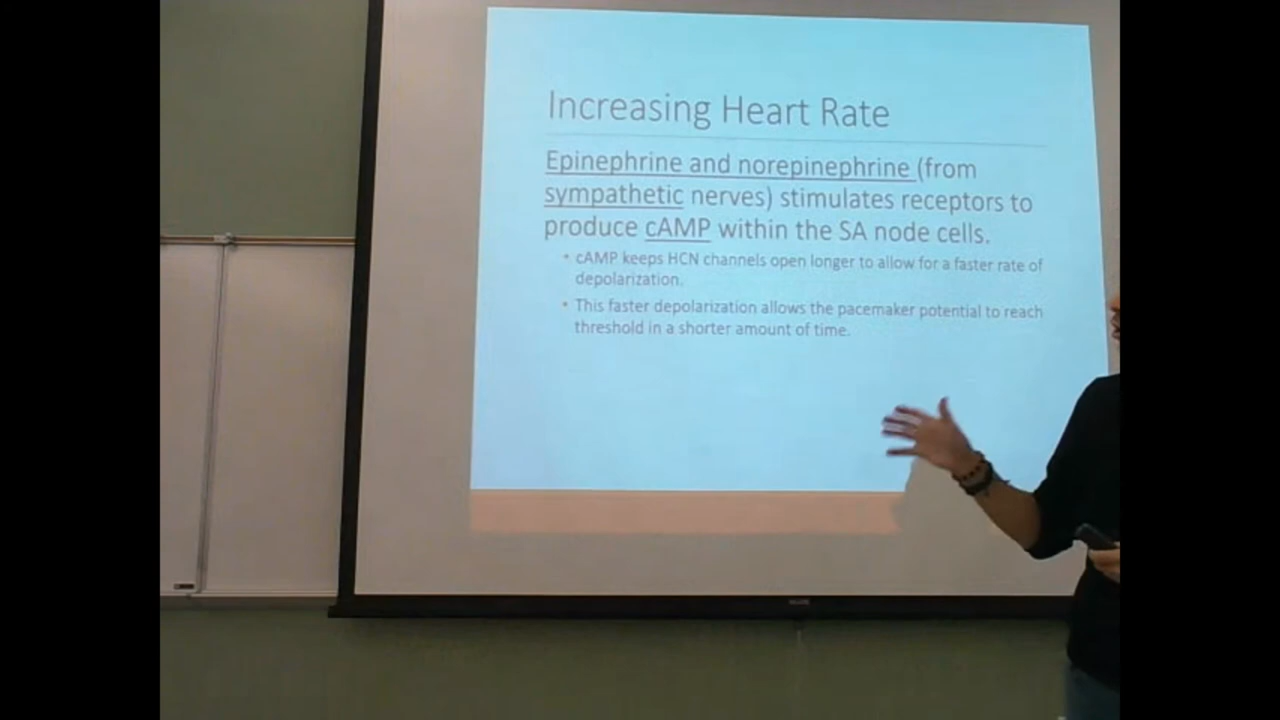 Increasing Heart Rate
Epinephrine and norepinephrine (from
sympathetic nerves) stimulates receptors to
produce cAMP within the SA node cells.
• cAMP keeps HCN channels open longer to allow for a faster rate of
depolarization.
• This faster depolarization allows the pacemaker potential to reach
threshold in a shorter amount of time.